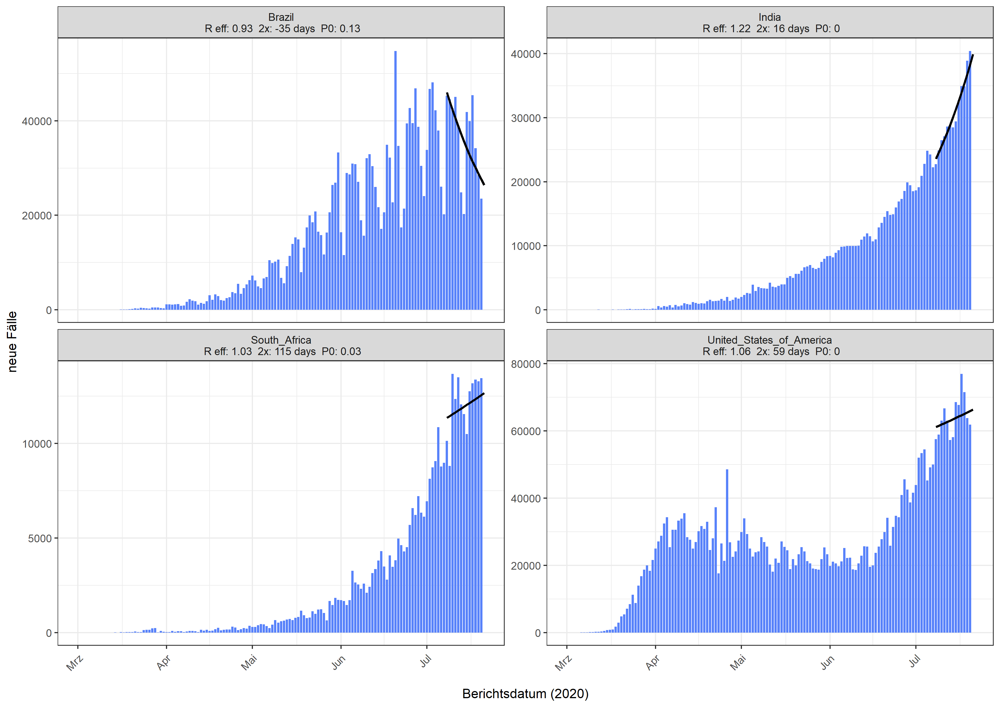 Brazil
R eff: 0.93  2x: -35 days  P0: 0.13
India
R eff: 1.22  2x: 16 days  P0: 0
40000
20000
0
40000
30000
20000
10000
0
neue Fälle
South_Africa
R eff: 1.03  2x: 115 days  P0: 0.03
United_States_of_America
R eff: 1.06  2x: 59 days  P0: 0
10000
5000
0
80000
60000
40000
20000
0
Mrz Apr Mai Jun Jul
Mrz Apr Mai Jun Jul
Berichtsdatum (2020)